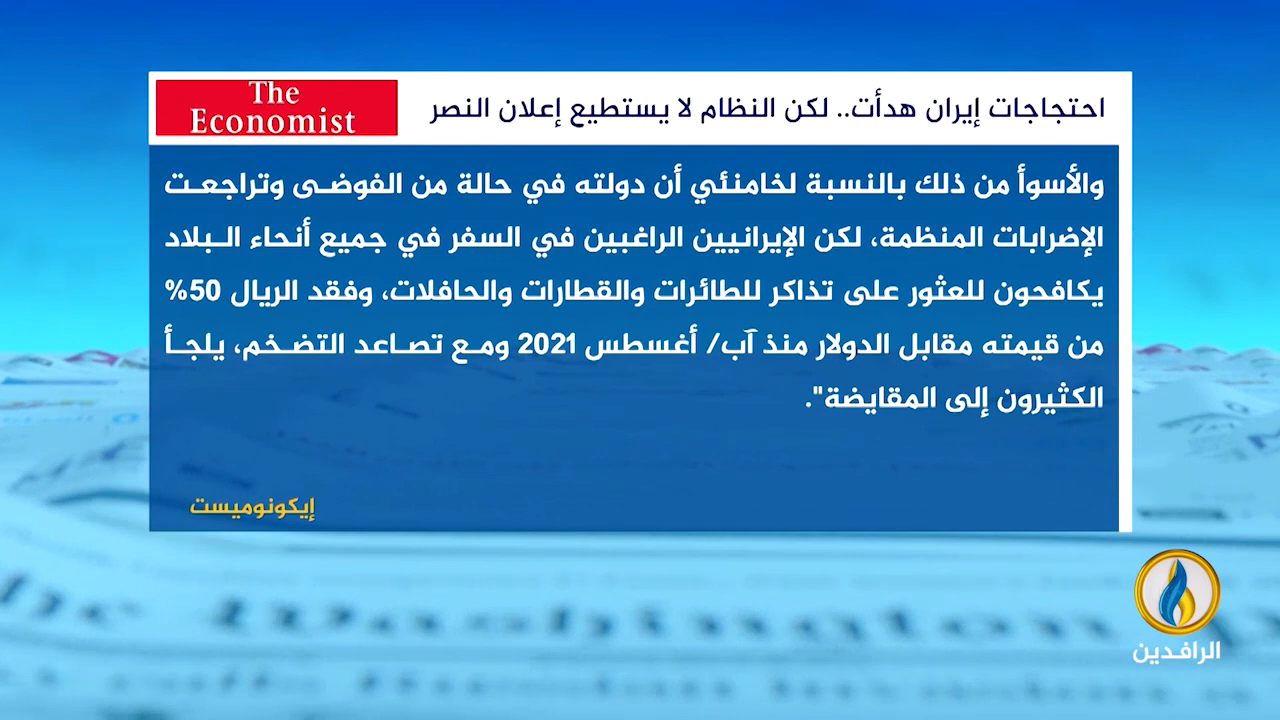 The
Economist
احتجاجات إيران هدأت.. لكن النظام لا يستطيع إعلان النصر
والأسوأ من ذلك بالنسبة لخامنئي أن دولته في حالة من الفوضى وتراجعت
الإضرابات المنظمة، لكن الإيرانيين الراغبين في السفر في جميع أنحاء البلاد
يكافحون للعثور على تذاكر للطائرات والقطارات والحافلات، وفقد الريال 50%
من قيمته مقابل الدولار منذ آب/ أغسطس 2021 ومع تصاعد التضخم، يلجأ
الكثيرون إلى المقايضة".
إيكونوميست
الرافدين